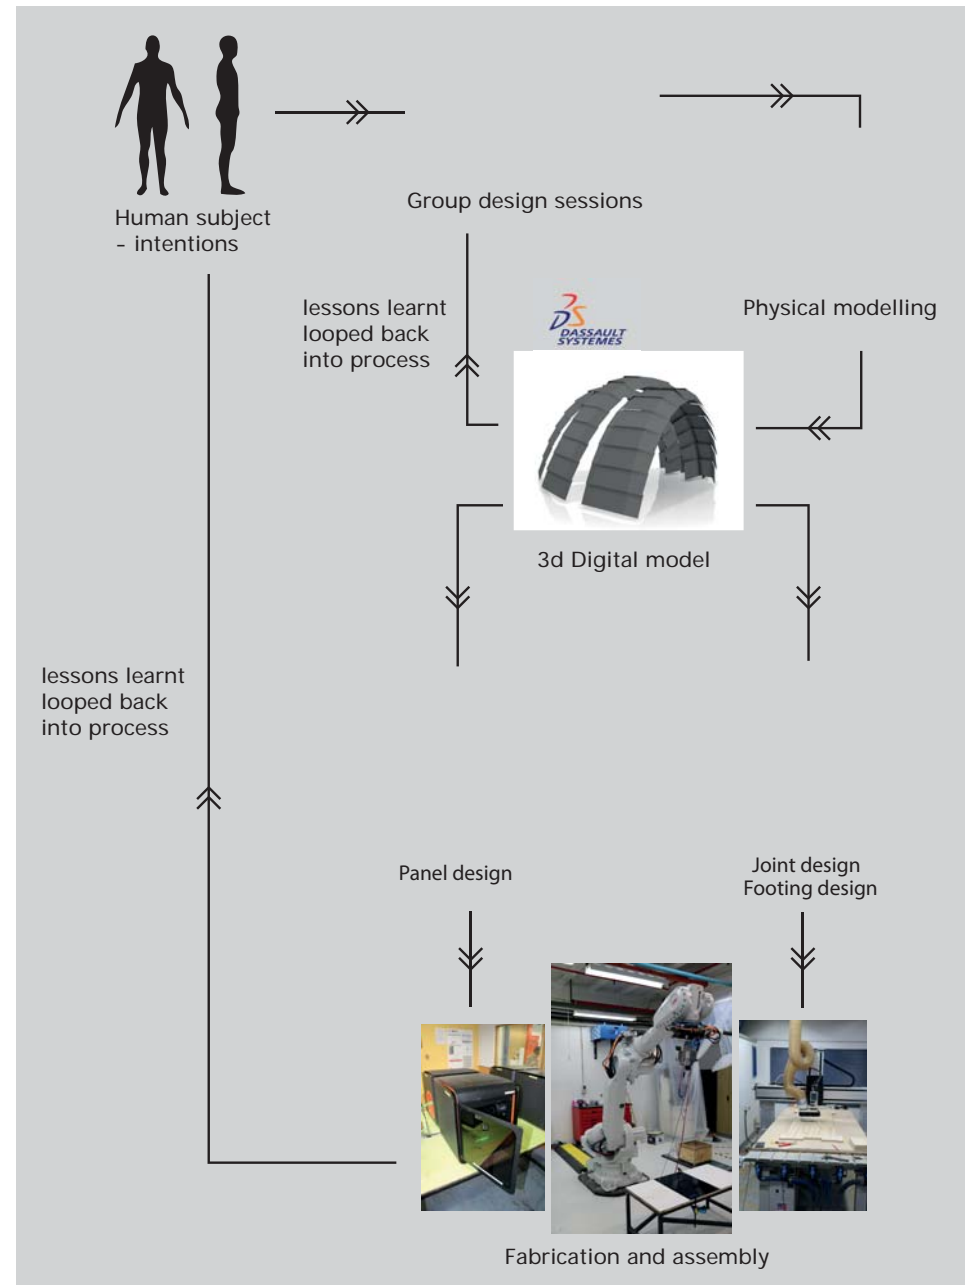 Human subject
- intentions
Group design sessions
lessons learnt
looped back
into process
DASSAULT
SYSTEMES
Physical modelling
3d Digital model
lessons learnt
looped back
into process
Panel design
Joint design
Footing design
Fabrication and assembly